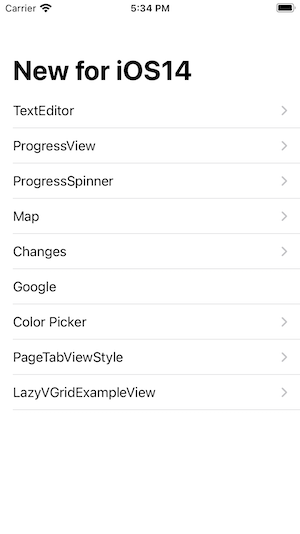 Carrier 5:34 PM
New for iOS14
TextEditor
ProgressView
ProgressSpinner
Map
Changes
Google
Color Picker
PageTabViewStyle
LazyVGridExampleView